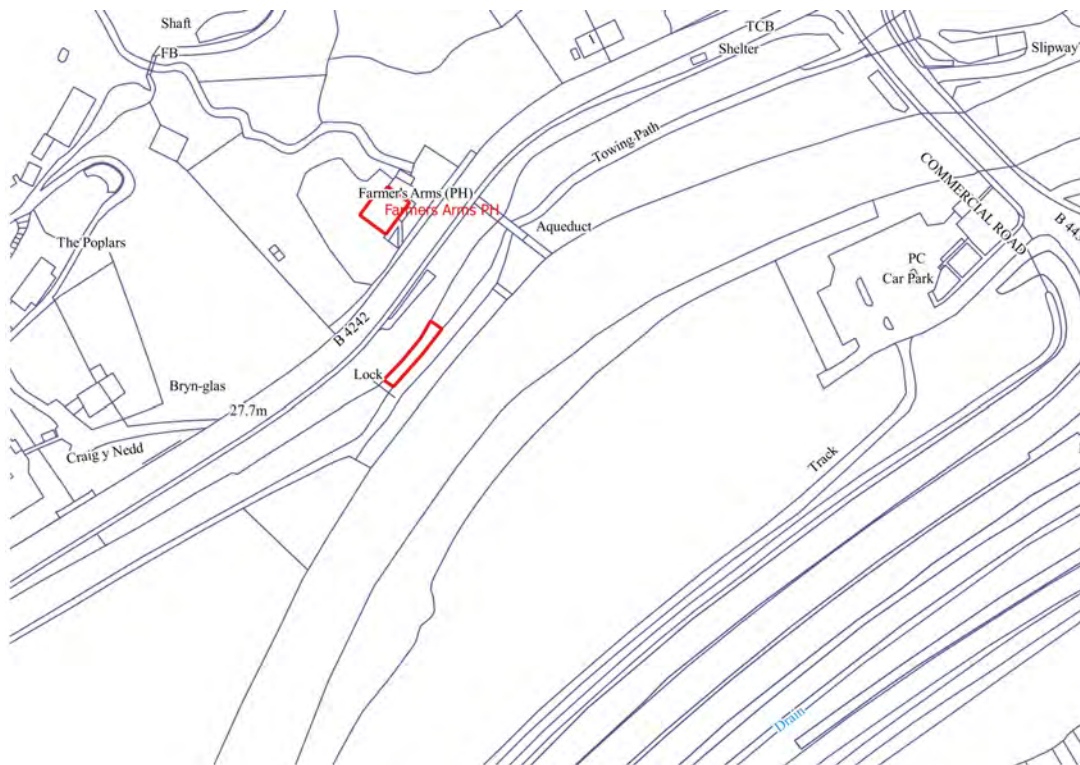 Shaft
TCB
FB
Shelter
Slipway
Towing Path
COMMERCIAL ROAD
Farmer's Arms (PH)
Farmers Arms PH
B 443
Aqueduct
The Poplars
PC
Car Park
B 4242
Lock
Bryn-glas
27.7m
Craig y Nedd
Track
Drain